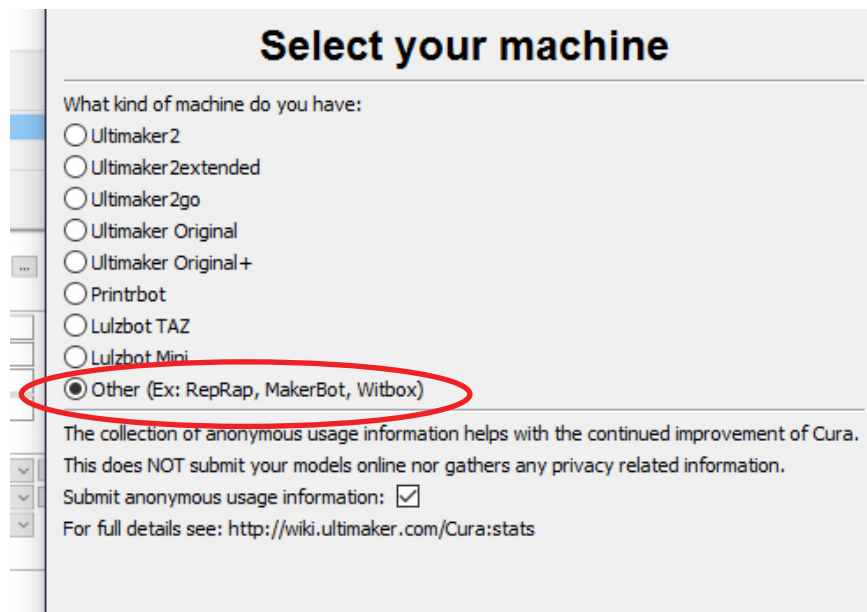 Select your machine
What kind of machine do you have:
Ultimaker2
Ultimaker2extended
Ultimaker2go
Ultimaker Original
Ultimaker Original+
Printrbot
Lulzbot TAZ
Lulzbot Mini
Other (Ex: RepRap, MakerBot, Witbox)
The collection of anonymous usage information helps with the continued improvement of Cura.
This does NOT submit your models online nor gathers any privacy related information.
Submit anonymous usage information:
For full details see: http://wiki.ultimaker.com/Cura:stats
...